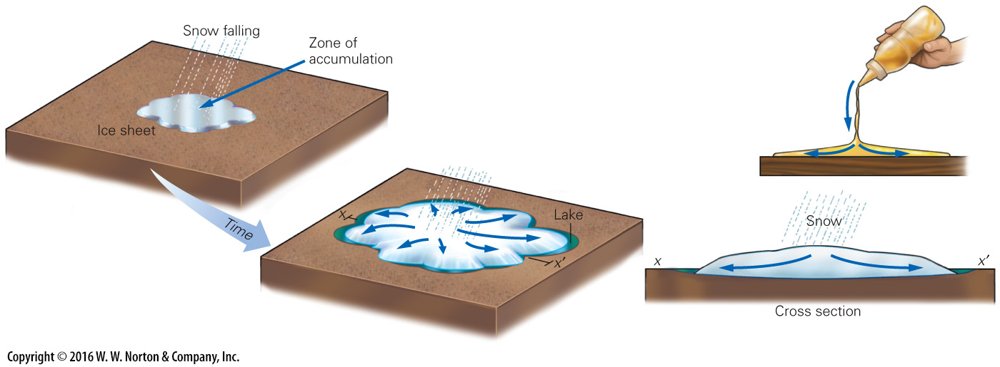 Snow falling
Zone of
accumulation
Ice sheet
Time
x
Lake
x′
Snow
x
x′
Cross section
Copyright © 2016 W. W. Norton & Company, Inc.